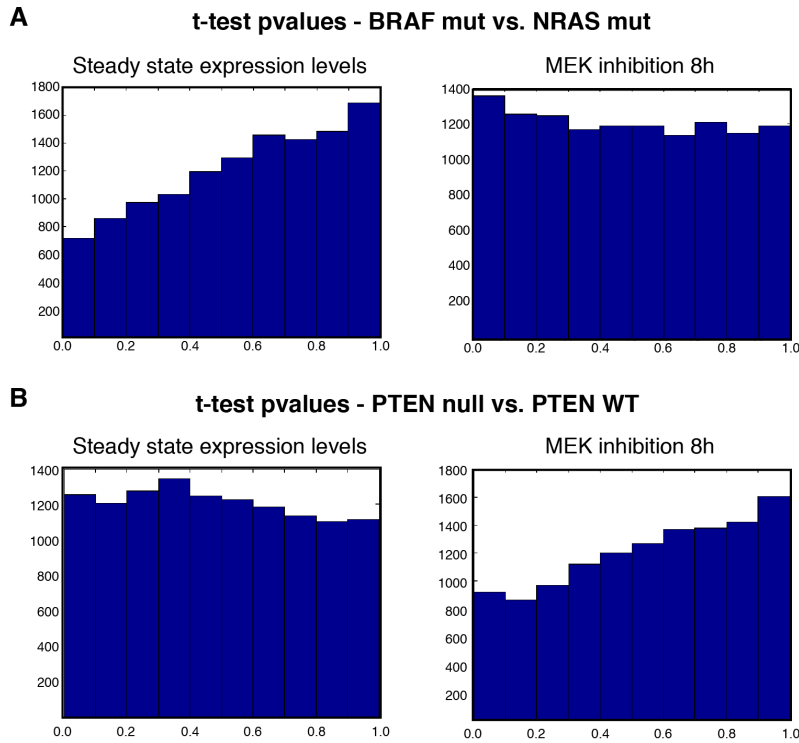 A
t-test pvalues - BRAF mut vs. NRAS mut
Steady state expression levels
MEK inhibition 8h
1800
1600
1400
1200
1000
800
600
400
200
0.0 0.2 0.4 0.6 0.8 1.0
1400
1200
1000
800
600
400
200
0.0 0.2 0.4 0.6 0.8 1.0
B
t-test pvalues - PTEN null vs. PTEN WT
Steady state expression levels
MEK inhibition 8h
1400
1200
1000
800
600
400
200
0.0 0.2 0.4 0.6 0.8 1.0
1800
1600
1400
1200
1000
800
600
400
200
0.0 0.2 0.4 0.6 0.8 1.0